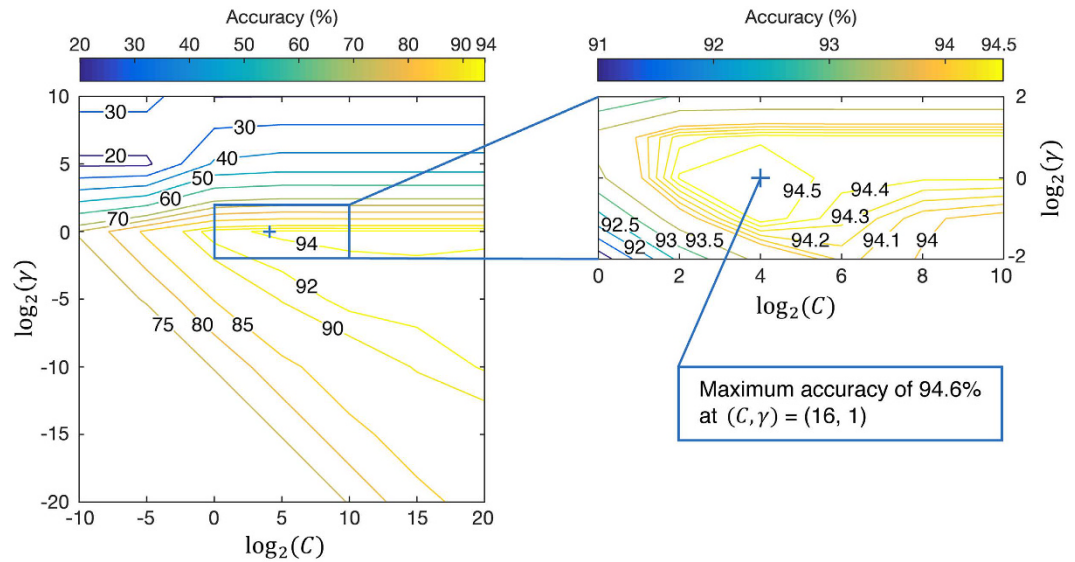 Accuracy (%)
20 30 40 50 60 70 80 90 94
10
5
0
-5
-10
-15
-20
log₂(γ)
30
30
20
40
50
60
70
94
92
90
85
80
75
-10 -5 0 5 10 15 20
log₂(C)
Accuracy (%)
91 92 93 94 94.5
2
0
-2
log₂(γ)
94.5
94.4
94.3
94.2
94.1
94
93.5
93
92.5
92
0 2 4 6 8 10
log₂(C)
Maximum accuracy of 94.6%
at (C, γ) = (16, 1)